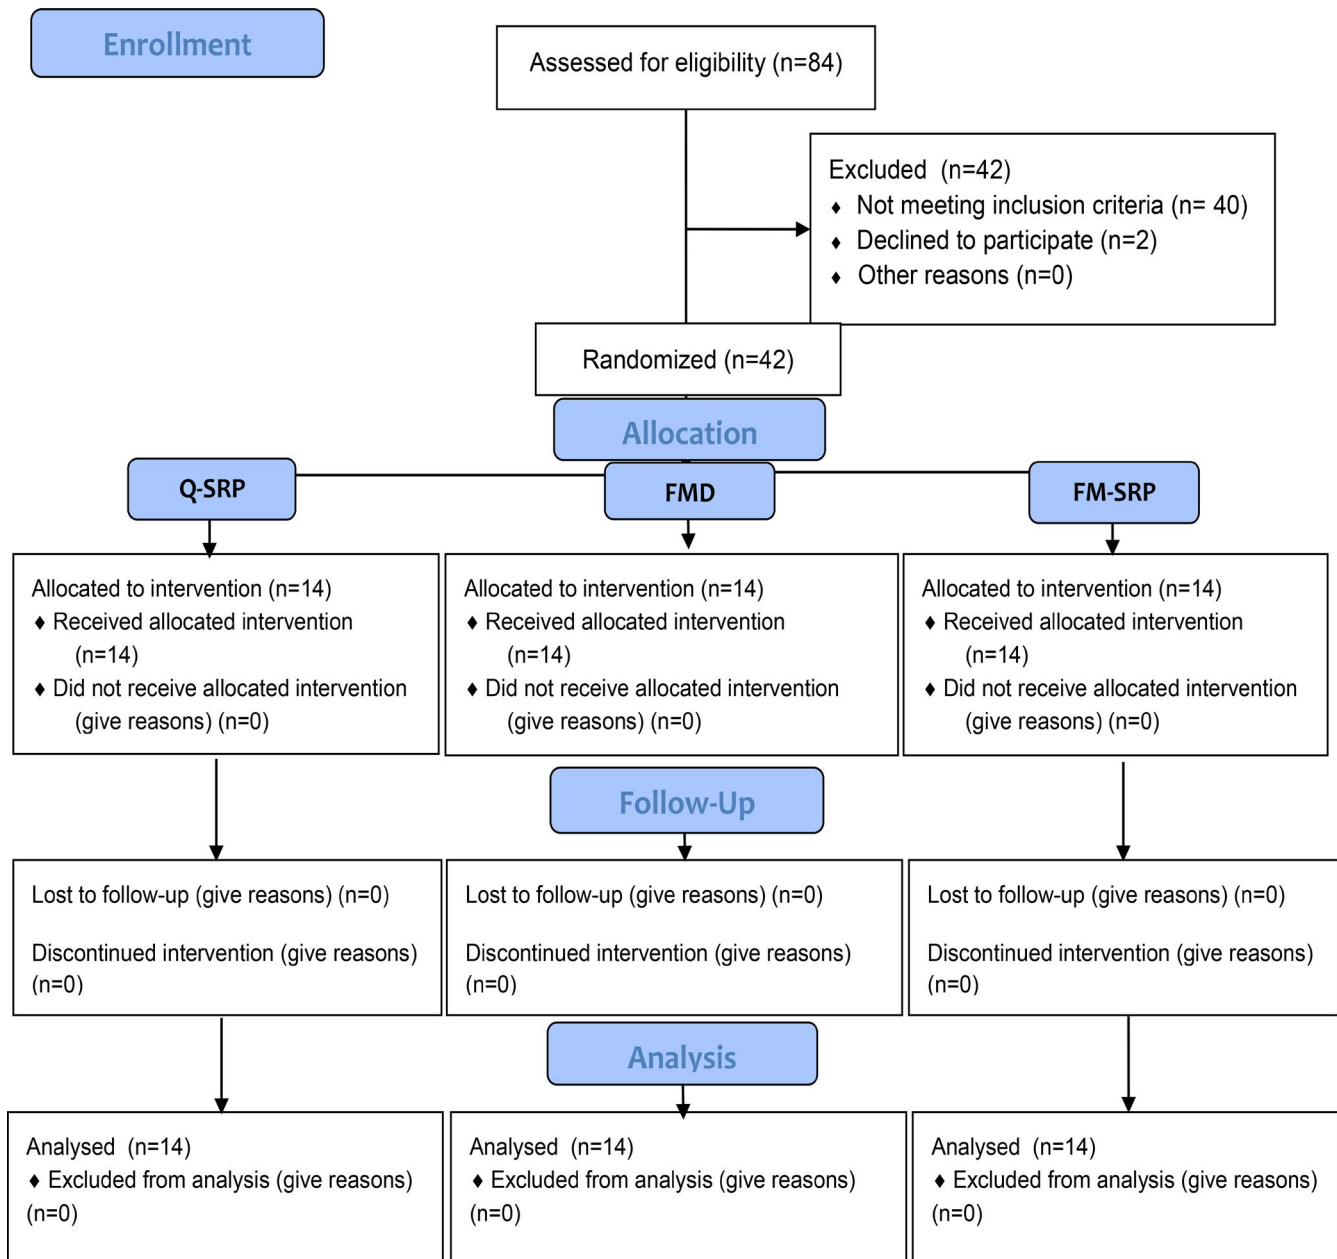 Enrollment
Assessed for eligibility (n=84)
Excluded (n=42)
♦ Not meeting inclusion criteria (n= 40)
♦ Declined to participate (n=2)
♦ Other reasons (n=0)
Randomized (n=42)
Allocation
Q-SRP
FMD
FM-SRP
Allocated to intervention (n=14)
♦ Received allocated intervention
(n=14)
♦ Did not receive allocated intervention
(give reasons) (n=0)
Allocated to intervention (n=14)
♦ Received allocated intervention
(n=14)
♦ Did not receive allocated intervention
(give reasons) (n=0)
Allocated to intervention (n=14)
♦ Received allocated intervention
(n=14)
♦ Did not receive allocated intervention
(give reasons) (n=0)
Follow-Up
Lost to follow-up (give reasons) (n=0)
Discontinued intervention (give reasons)
(n=0)
Lost to follow-up (give reasons) (n=0)
Discontinued intervention (give reasons)
(n=0)
Lost to follow-up (give reasons) (n=0)
Discontinued intervention (give reasons)
(n=0)
Analysis
Analysed (n=14)
♦ Excluded from analysis (give reasons)
(n=0)
Analysed (n=14)
♦ Excluded from analysis (give reasons)
(n=0)
Analysed (n=14)
♦ Excluded from analysis (give reasons)
(n=0)